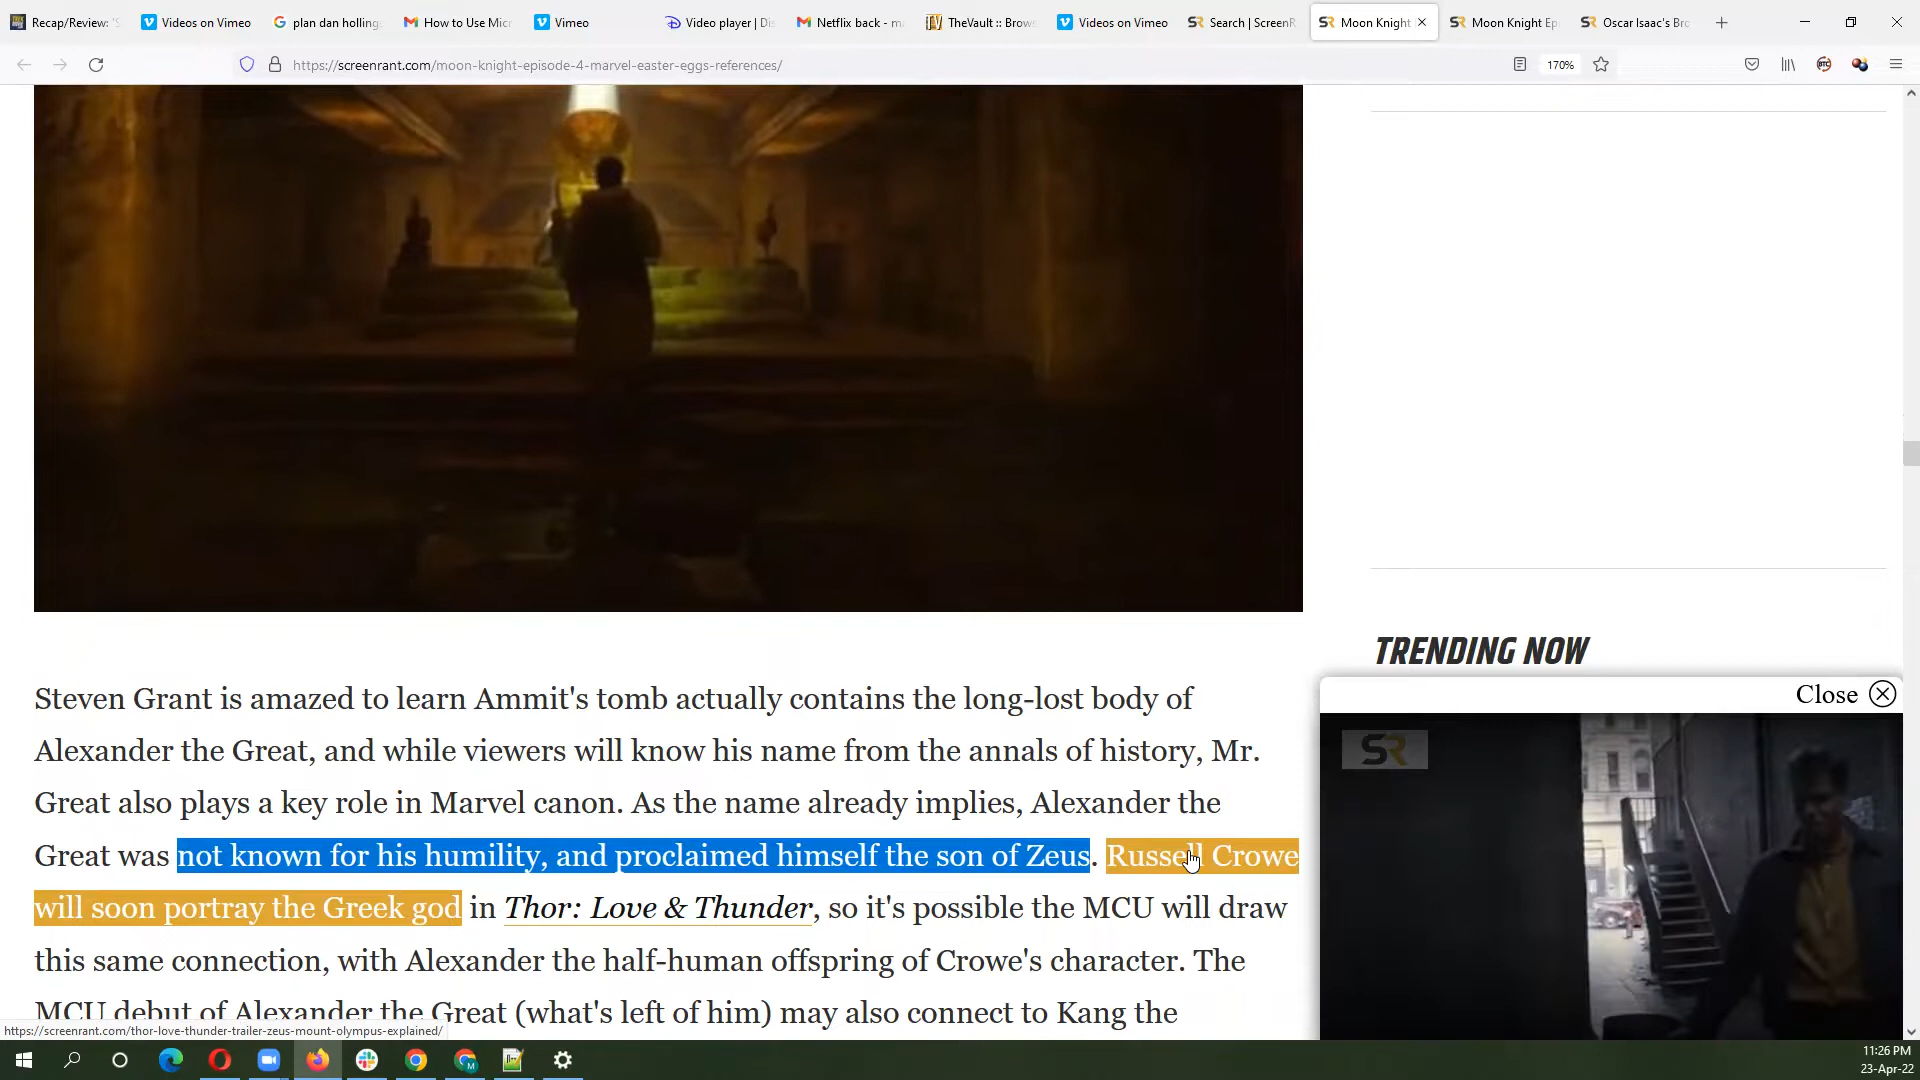 Recap/Review: 'S
Videos on Vimeo
plan dan holling
How to Use Micr
Vimeo
Video player | Dis
Netflix back - ma
TheVault :: Brows
Videos on Vimeo
Search | ScreenR
Moon Knight
Moon Knight Ep
Oscar Isaac's Bro
https://screenrant.com/moon-knight-episode-4-marvel-easter-eggs-references/
170%
TRENDING NOW
Close
SR
Steven Grant is amazed to learn Ammit's tomb actually contains the long-lost body of
Alexander the Great, and while viewers will know his name from the annals of history, Mr.
Great also plays a key role in Marvel canon. As the name already implies, Alexander the
Great was not known for his humility, and proclaimed himself the son of Zeus. Russell Crowe
will soon portray the Greek god in Thor: Love & Thunder, so it's possible the MCU will draw
this same connection, with Alexander the half-human offspring of Crowe's character. The
MCU debut of Alexander the Great (what's left of him) may also connect to Kang the
https://screenrant.com/thor-love-thunder-trailer-zeus-mount-olympus-explained/
11:26 PM
23-Apr-22